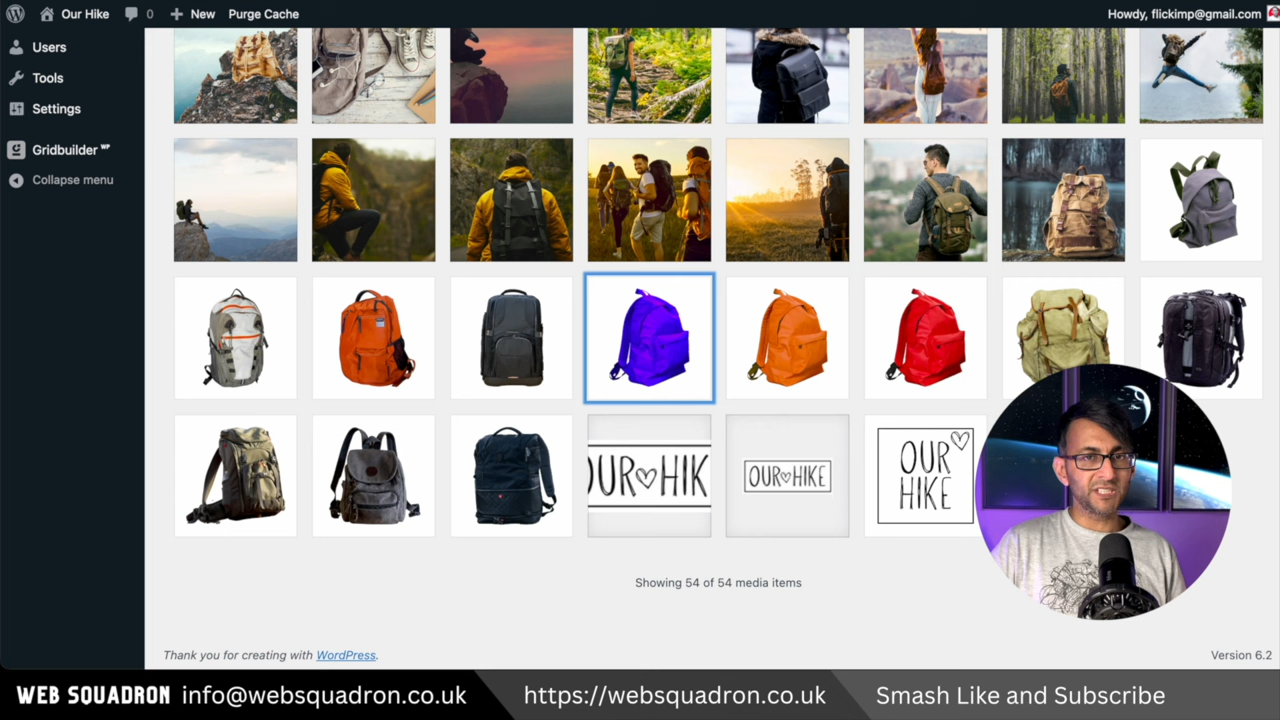 Our Hike
0
New
Purge Cache
Howdy, flickimp@gmail.com
Users
Tools
Settings
Gridbuilder WP
Collapse menu
OUR HIK
OUR HIKE
OUR
HIKE
Showing 54 of 54 media items
Thank you for creating with WordPress.
Version 6.2
WEB SQUADRON info@websquadron.co.uk
https://websquadron.co.uk
Smash Like and Subscribe